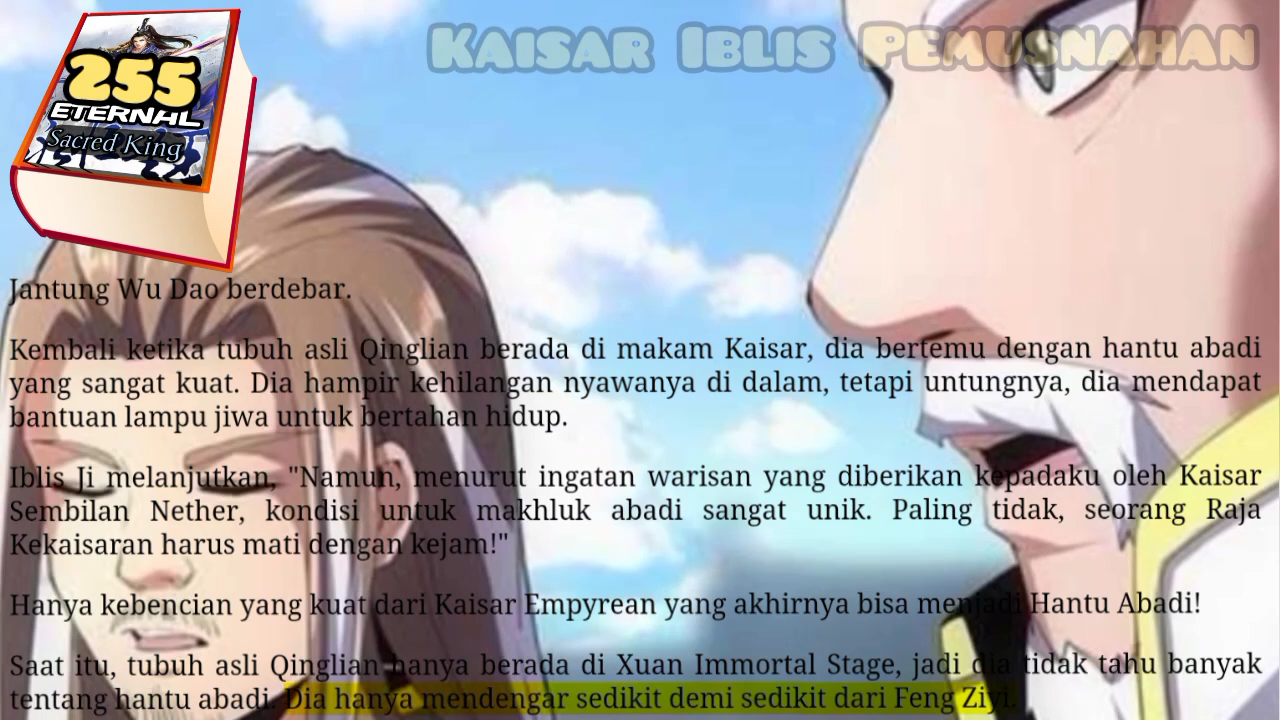 Kaisar Iblis Pemusnahan
255
ETERNAL
Sacred King
Jantung Wu Dao berdebar.
Kembali ketika tubuh asli Qinglian berada di makam Kaisar, dia bertemu dengan hantu abadi
yang sangat kuat. Dia hampir kehilangan nyawanya di dalam, tetapi untungnya, dia mendapat
bantuan lampu jiwa untuk bertahan hidup.
Iblis Ji melanjutkan, "Namun, menurut ingatan warisan yang diberikan kepadaku oleh Kaisar
Sembilan Nether, kondisi untuk makhluk abadi sangat unik. Paling tidak, seorang Raja
Kekaisaran harus mati dengan kejam!"
Hanya kebencian yang kuat dari Kaisar Empyrean yang akhirnya bisa menjadi Hantu Abadi!
Saat itu, tubuh asli Qinglian hanya berada di Xuan Immortal Stage, jadi dia tidak tahu banyak
tentang hantu abadi. Dia hanya mendengar sedikit demi sedikit dari Feng Ziyi.